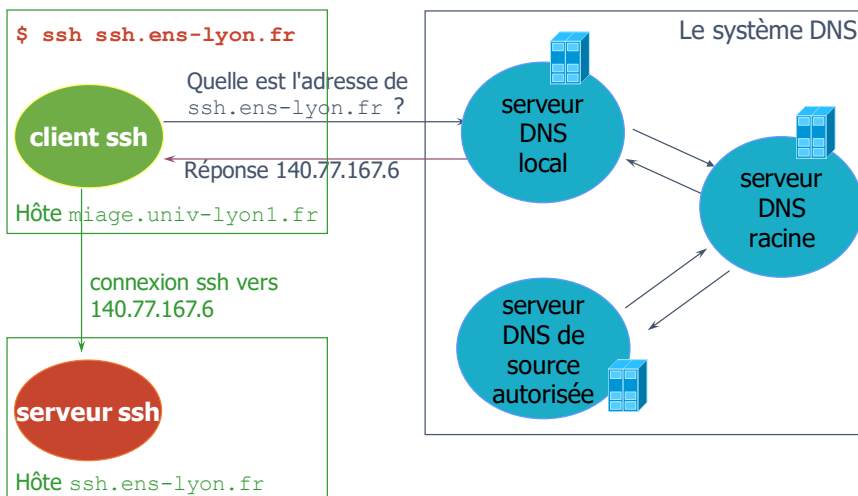 $ ssh ssh.ens-lyon.fr
Le système DNS
Quelle est l'adresse de
ssh.ens-lyon.fr ?
client ssh
Réponse 140.77.167.6
Hôte miage.univ-lyon1.fr
serveur
DNS
local
serveur
DNS
racine
connexion ssh vers
140.77.167.6
serveur
DNS de
source
autorisée
serveur ssh
Hôte ssh.ens-lyon.fr